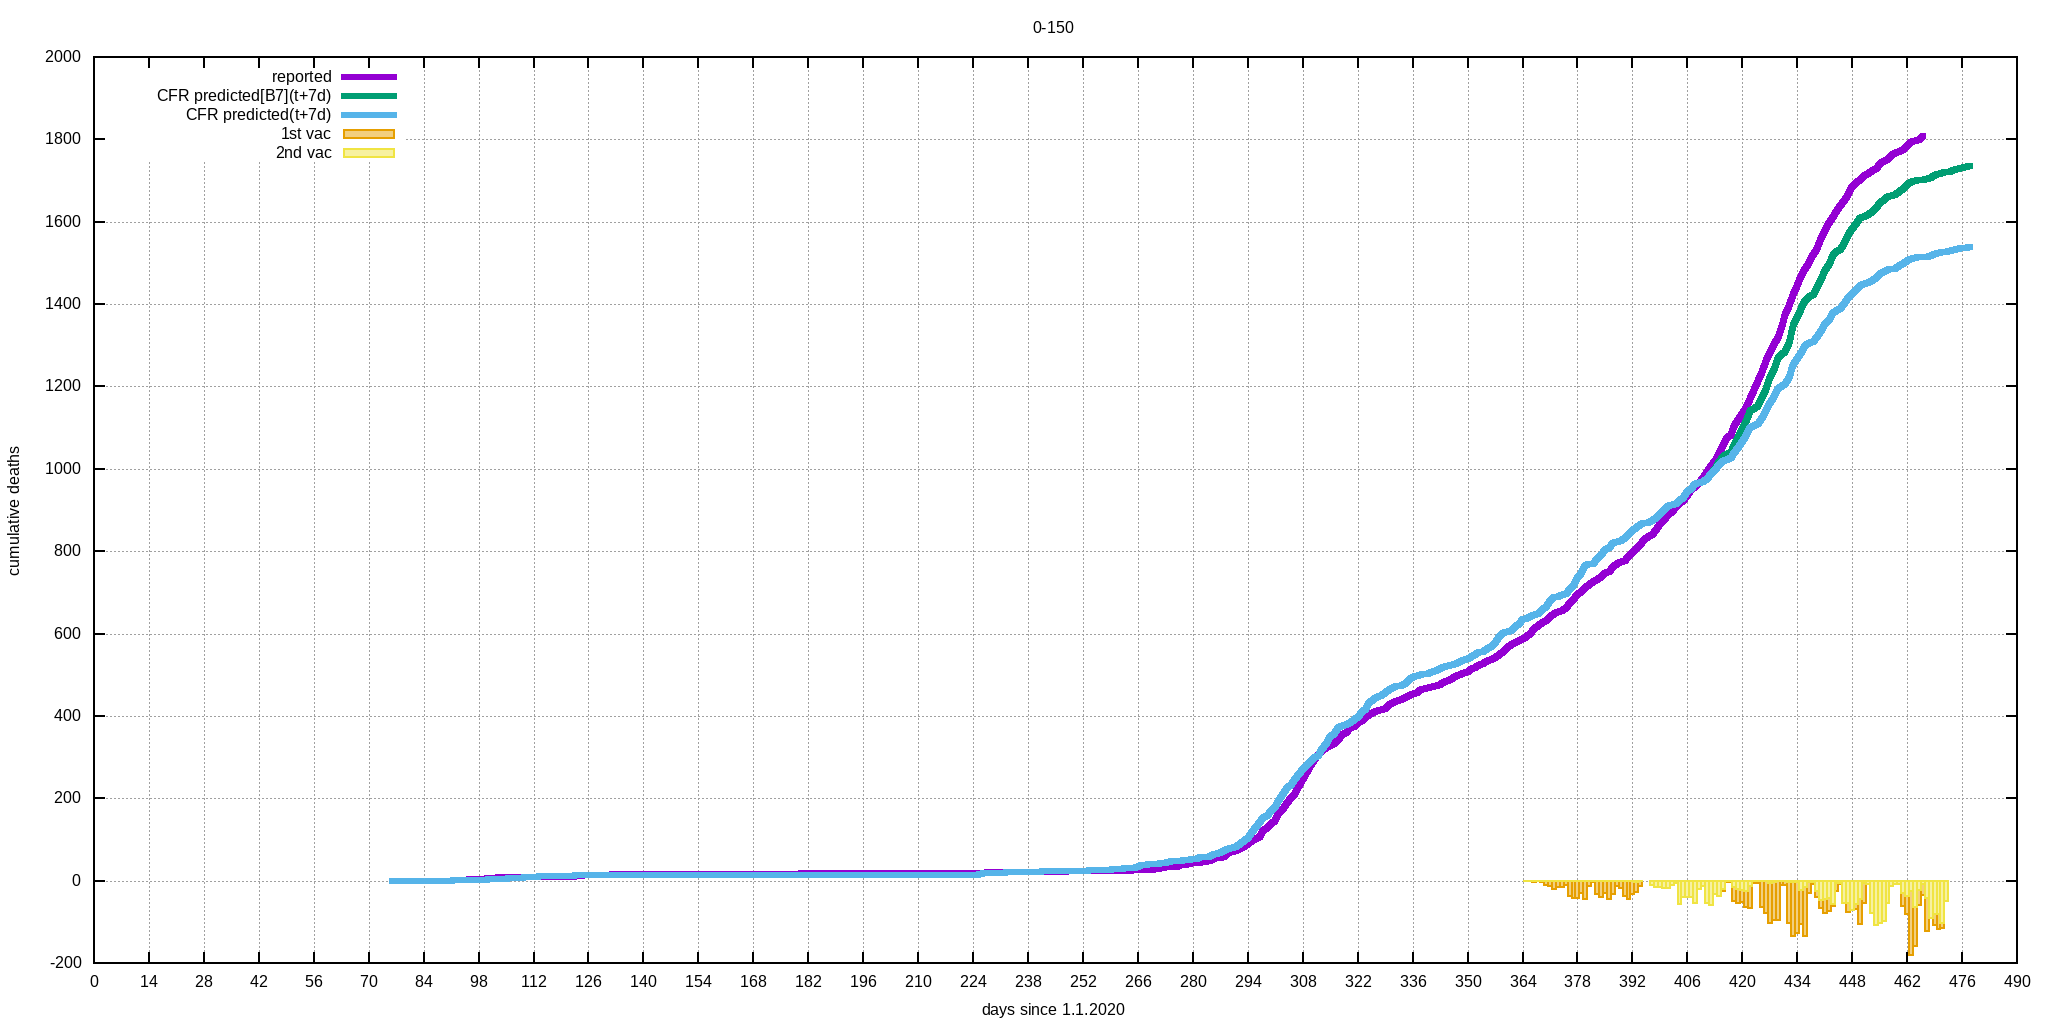 0-150
reported
CFR predicted[B7](t+7d)
CFR predicted(t+7d)
1st vac
2nd vac
2000
1800
1600
1400
1200
1000
800
600
400
200
0
-200
cumulative deaths
0 14 28 42 56 70 84 98 112 126 140 154 168 182 196 210 224 238 252 266 280 294 308 322 336 350 364 378 392 406 420 434 448 462 476 490
days since 1.1.2020